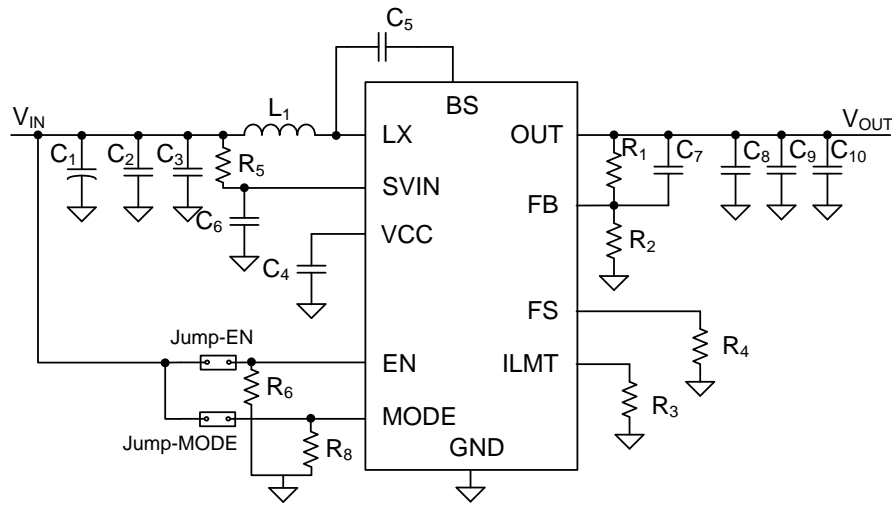 C5
BS
VIN
L1
LX
OUT
VOUT
C1
C2
C3
R5
R1
C7
C8
C9
C10
SVIN
FB
C6
R2
VCC
C4
FS
Jump-EN
R4
EN
ILMT
R6
R3
MODE
Jump-MODE
R8
GND